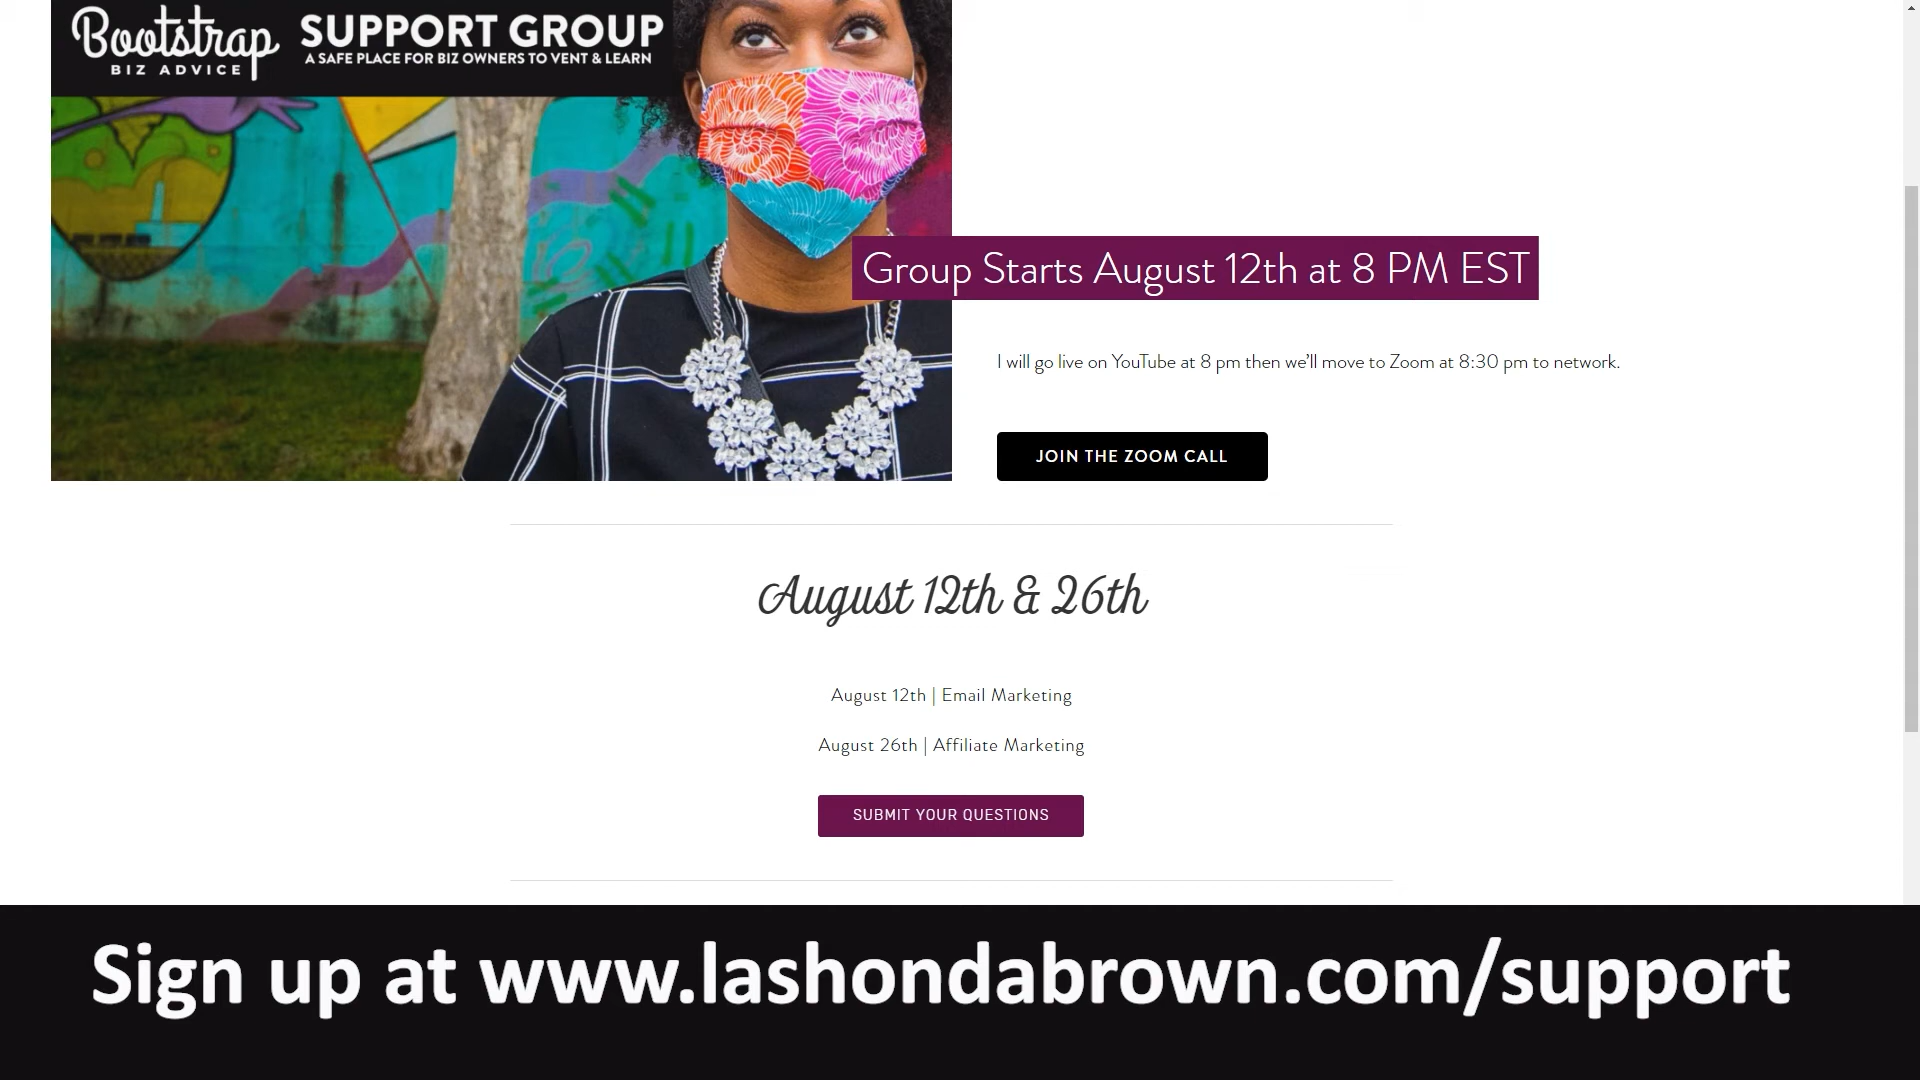 Bootstrap
BIZ ADVICE
SUPPORT GROUP
A SAFE PLACE FOR BIZ OWNERS TO VENT & LEARN
Group Starts August 12th at 8 PM EST
I will go live on YouTube at 8 pm then we’ll move to Zoom at 8:30 pm to network.
JOIN THE ZOOM CALL
August 12th & 26th
August 12th | Email Marketing
August 26th | Affiliate Marketing
SUBMIT YOUR QUESTIONS
Sign up at www.lashondabrown.com/support